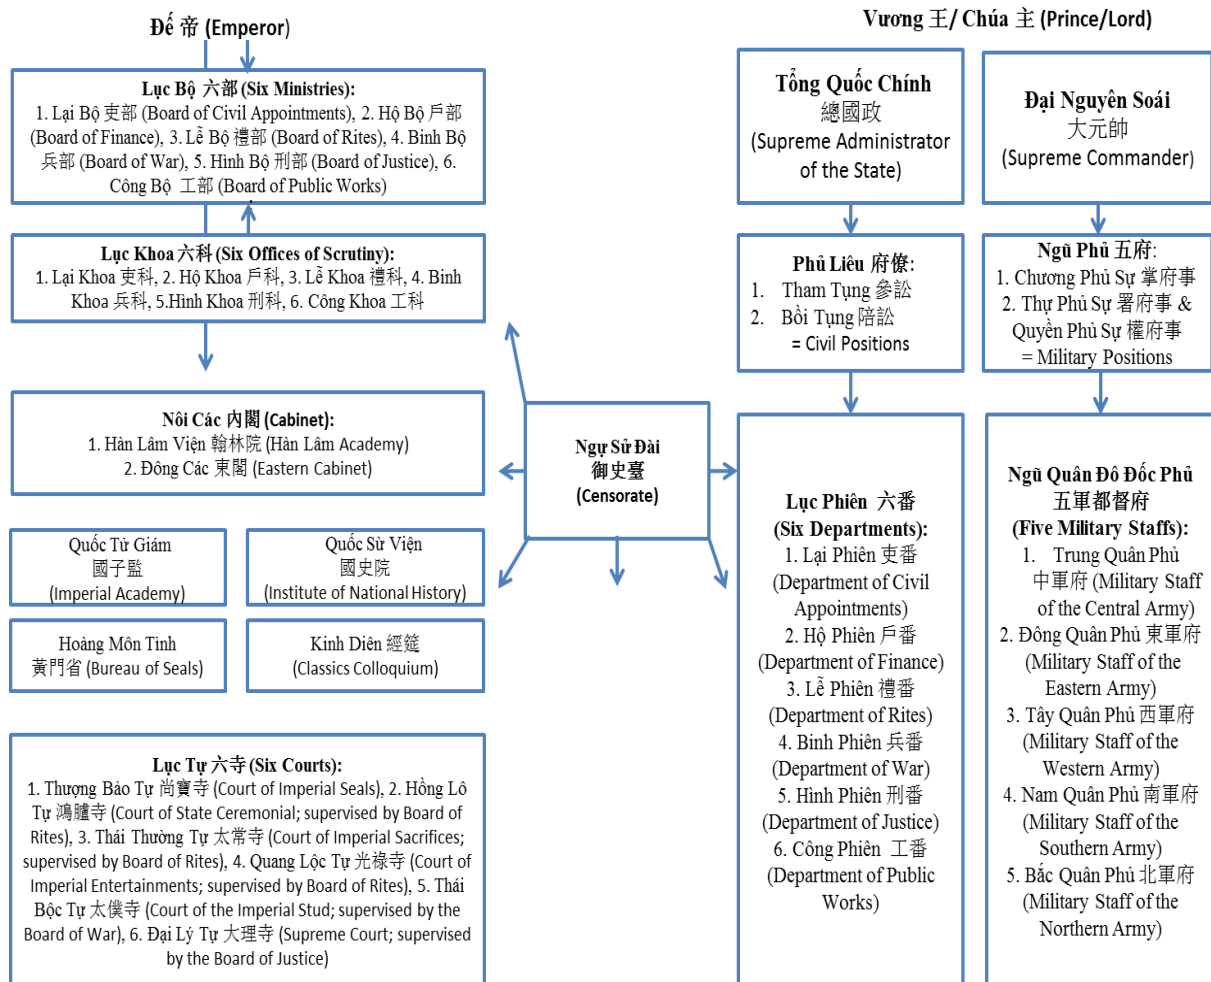 Đế 帝 (Emperor)
Lục Bộ 六部 (Six Ministries):
1. Lại Bộ 吏部 (Board of Civil Appointments), 2. Hộ Bộ 戶部
(Board of Finance), 3. Lễ Bộ 禮部 (Board of Rites), 4. Binh Bộ
兵部 (Board of War), 5. Hình Bộ 刑部 (Board of Justice), 6.
Công Bộ 工部 (Board of Public Works)
Lục Khoa 六科 (Six Offices of Scrutiny):
1. Lại Khoa 吏科, 2. Hộ Khoa 戶科, 3. Lễ Khoa 禮科, 4. Binh
Khoa 兵科, 5.Hình Khoa 刑科, 6. Công Khoa 工科
Nôi Các 內閣 (Cabinet):
1. Hàn Lâm Viện 翰林院 (Hàn Lâm Academy)
2. Đông Các 東閣 (Eastern Cabinet)
Quốc Tử Giám
國子監
(Imperial Academy)
Quốc Sử Viện
國史院
(Institute of National History)
Hoàng Môn Tỉnh
黃門省 (Bureau of Seals)
Kinh Diên 經筵
(Classics Colloquium)
Lục Tự 六寺 (Six Courts):
1. Thượng Bảo Tự 尚寶寺 (Court of Imperial Seals), 2. Hồng Lô
Tự 鴻臚寺 (Court of State Ceremonial; supervised by Board of
Rites), 3. Thái Thường Tự 太常寺 (Court of Imperial Sacrifices;
supervised by Board of Rites), 4. Quang Lộc Tự 光祿寺 (Court of
Imperial Entertainments; supervised by Board of Rites), 5. Thái
Bộc Tự 太僕寺 (Court of the Imperial Stud; supervised by the
Board of War), 6. Đại Lý Tự 大理寺 (Supreme Court; supervised
by the Board of Justice)
Ngự Sử Đài
御史臺
(Censorate)
Vương 王/ Chúa 主 (Prince/Lord)
Tổng Quốc Chính
總國政
(Supreme Administrator
of the State)
Phủ Liêu 府僚:
1. Tham Tụng 參訟
2. Bồi Tụng 陪訟
= Civil Positions
Lục Phiên 六番
(Six Departments):
1. Lại Phiên 吏番
(Department of Civil
Appointments)
2. Hộ Phiên 戶番
(Department of Finance)
3. Lễ Phiên 禮番
(Department of Rites)
4. Binh Phiên 兵番
(Department of War)
5. Hình Phiên 刑番
(Department of Justice)
6. Công Phiên 工番
(Department of Public
Works)
Đại Nguyên Soái
大元帥
(Supreme Commander)
Ngũ Phủ 五府:
1. Chương Phủ Sự 掌府事
2. Thự Phủ Sự 署府事 &
Quyền Phủ Sự 權府事
= Military Positions
Ngũ Quân Đô Đốc Phủ
五軍都督府
(Five Military Staffs):
1. Trung Quân Phủ
中軍府 (Military Staff
of the Central Army)
2. Đông Quân Phủ 東軍府
(Military Staff of the
Eastern Army)
3. Tây Quân Phủ 西軍府
(Military Staff of the
Western Army)
4. Nam Quân Phủ 南軍府
(Military Staff of the
Southern Army)
5. Bắc Quân Phủ 北軍府
(Military Staff of the
Northern Army)